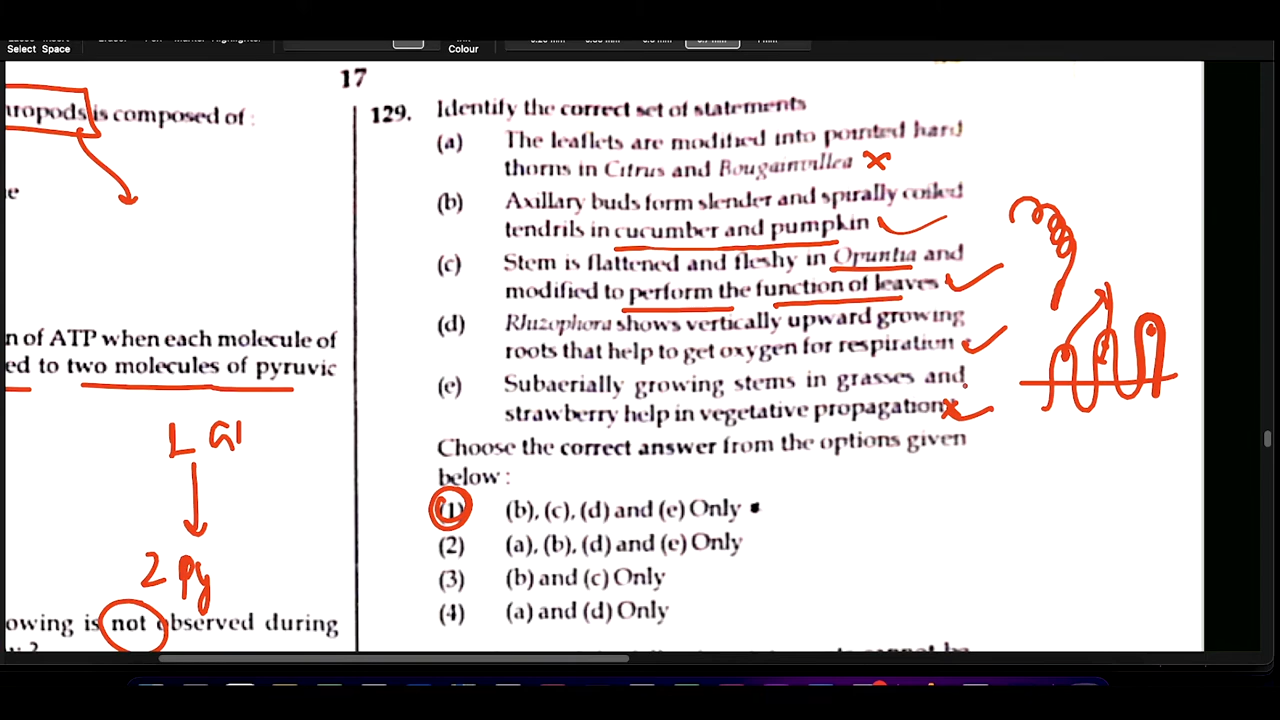 Select Space
Ink
Colour
17
is composed of :
129. Identify the correct set of statements
(a) The leaflets are modified into pointed hard
thorns in Citrus and Bougainvillea
(b) Axillary buds form slender and spirally coiled
tendrils in cucumber and pumpkin
(c) Stem is flattened and fleshy in Opuntia and
modified to perform the function of leaves
n of ATP when each molecule of
ed to two molecules of pyruvic
(d) Rhizophora shows vertically upward growing
roots that help to get oxygen for respiration
(e) Subaerially growing stems in grasses and
strawberry help in vegetative propagation
Choose the correct answer from the options given
below :
(1) (b), (c), (d) and (e) Only
(2) (a), (b), (d) and (e) Only
(3) (b) and (c) Only
(4) (a) and (d) Only
2 Py
owing is not observed during